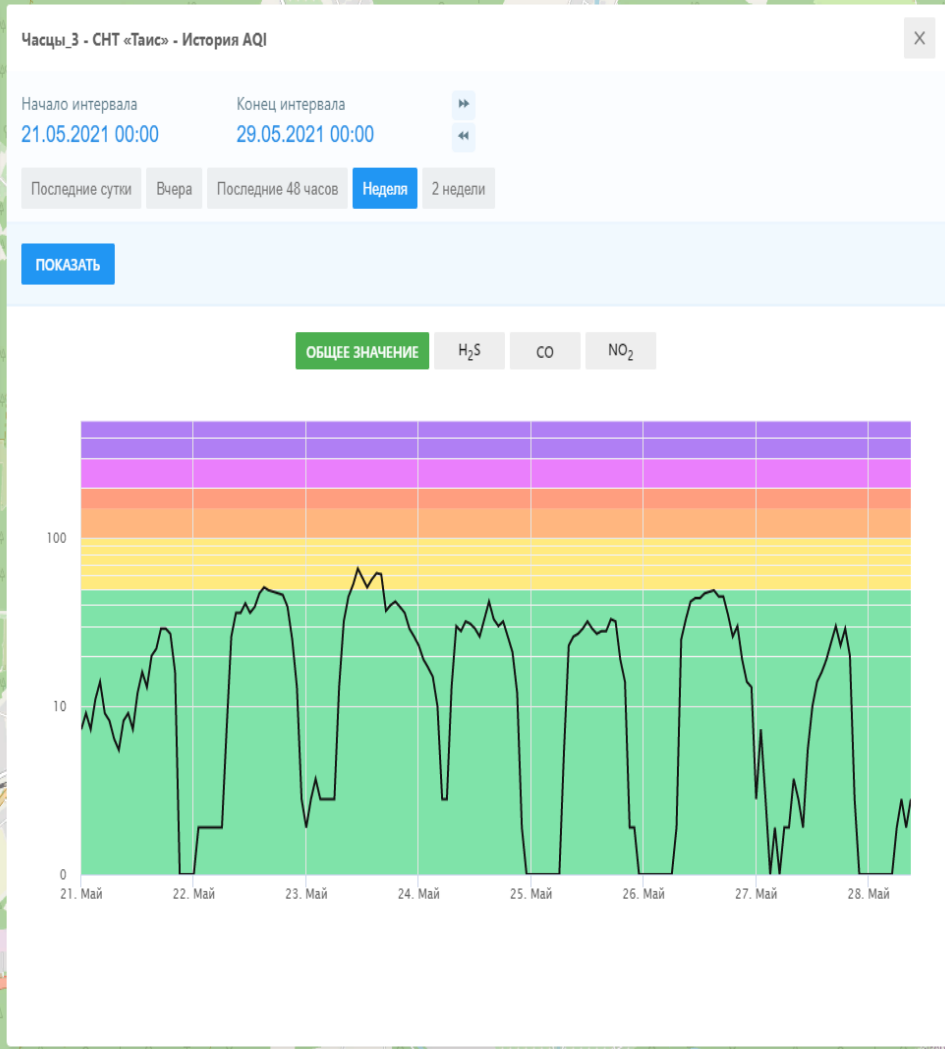 Часцы_3 - СНТ «Таис» - История AQI
X
Начало интервала
Конец интервала
21.05.2021 00:00
29.05.2021 00:00
Последние сутки
Вчера
Последние 48 часов
Неделя
2 недели
ПОКАЗАТЬ
ОБЩЕЕ ЗНАЧЕНИЕ
H₂S
CO
NO₂
100
10
0
21. Май
22. Май
23. Май
24. Май
25. Май
26. Май
27. Май
28. Май